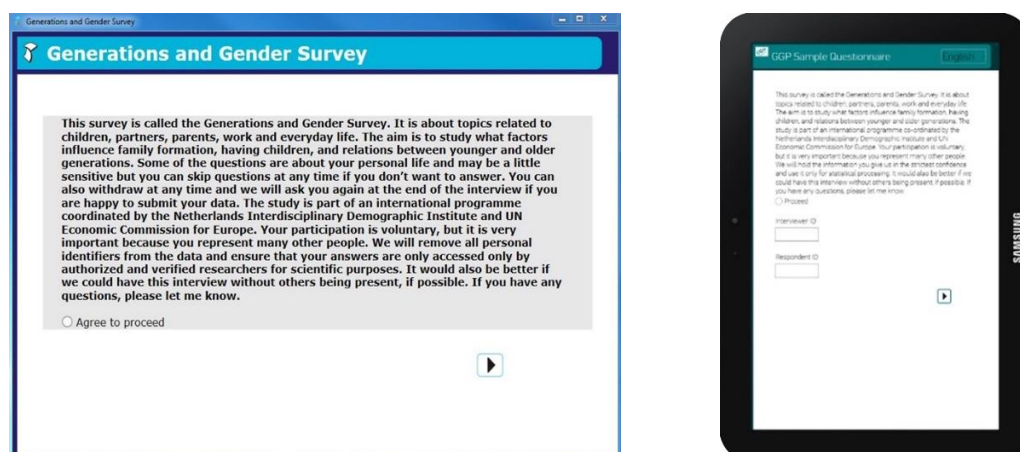 Generations and Gender Survey
Generations and Gender Survey
This survey is called the Generations and Gender Survey. It is about topics related to
children, partners, parents, work and everyday life. The aim is to study what factors
influence family formation, having children, and relations between younger and older
generations. Some of the questions are about your personal life and may be a little
sensitive but you can skip questions at any time if you don't want to answer. You can
also withdraw at any time and we will ask you again at the end of the interview if you
are happy to submit your data. The study is part of an international programme
coordinated by the Netherlands Interdisciplinary Demographic Institute and UN
Economic Commission for Europe. Your participation is voluntary, but it is very
important because you represent many other people. We will remove all personal
identifiers from the data and ensure that your answers are only accessed only by
authorized and verified researchers for scientific purposes. It would also be better if
we could have this interview without others being present, if possible. If you have any
questions, please let me know.
Agree to proceed
GGP Sample Questionnaire
English
This survey is called the Generations and Gender Survey. It is about
topics related to children, partners, parents, work and everyday life.
The aim is to study what factors influence family formation, having
children, and relations between younger and older generations. The
study is part of an international programme co-ordinated by the
Netherlands Interdisciplinary Demographic Institute and UN
Economic Commission for Europe. Your participation is voluntary,
but it is very important because you represent many other people.
We will host the information you give us in the strictest confidence
and use it only for statistical processing. It would also be better if we
could have this interview without others being present, if possible. If
you have any questions, please let me know.
Proceed
Interviewer ID
Respondent ID
SAMSUNG